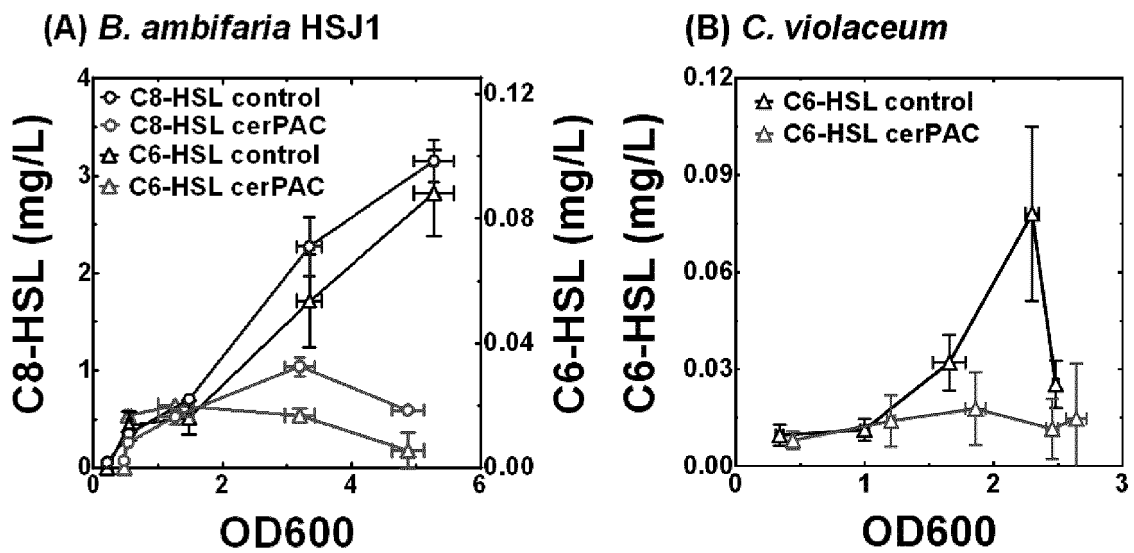 (A) B. ambifaria HSJ1
C8-HSL (mg/L)
4
3
2
1
0
C8-HSL control
C8-HSL cerPAC
C6-HSL control
C6-HSL cerPAC
0.12
0.08
0.04
0.00
C6-HSL (mg/L)
0
2
4
6
OD600
(B) C. violaceum
C6-HSL (mg/L)
0.12
0.09
0.06
0.03
0.00
C6-HSL control
C6-HSL cerPAC
0
1
2
3
OD600